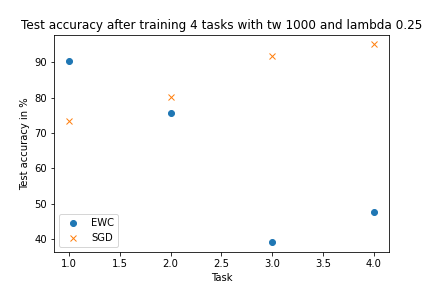 Test accuracy after training 4 tasks with tw 1000 and lambda 0.25
Test accuracy in %
90
80
70
60
50
40
EWC
SGD
1.0 1.5 2.0 2.5 3.0 3.5 4.0
Task